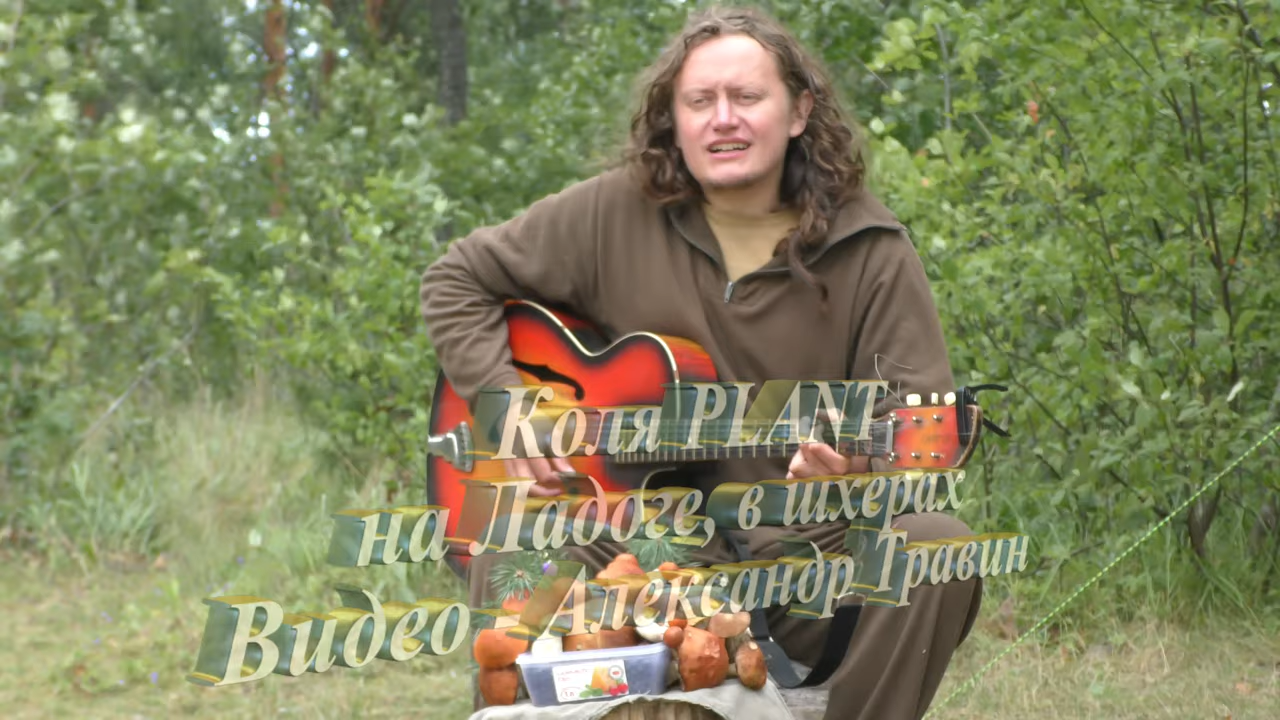 Коля PLANT
на Ладоге, в шхерах
Видео - Александр Травин